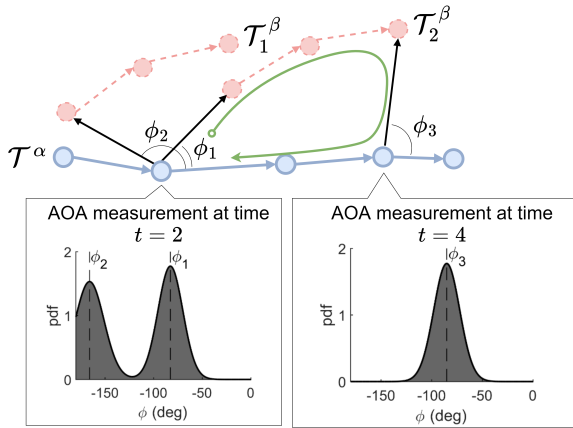 𝒯₁^β
𝒯₂^β
ϕ₂
ϕ₁
ϕ₃
𝒯^α
AOA measurement at time
t = 2
AOA measurement at time
t = 4
2
|ϕ₂
|ϕ₁
pdf
1
0
-150 -100 -50 0
ϕ (deg)
2
|ϕ₃
pdf
1
0
-150 -100 -50 0
ϕ (deg)